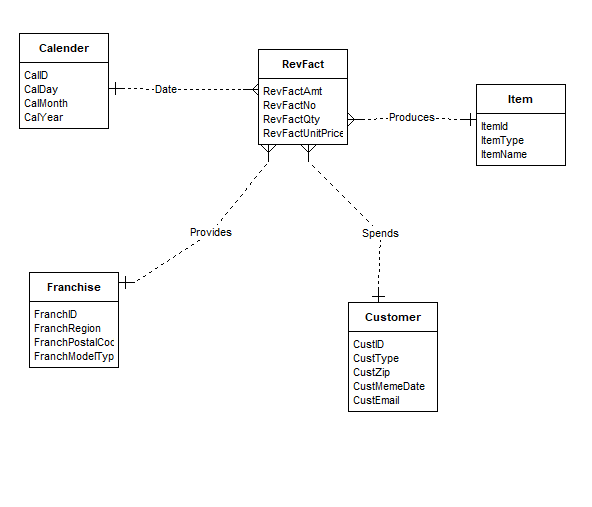 Calender
CalID
CalDay
CalMonth
CalYear
Date
RevFact
RevFactAmt
RevFactNo
RevFactQty
RevFactUnitPrice
Produces
Item
ItemId
ItemType
ItemName
Provides
Spends
Franchise
FranchID
FranchRegion
FranchPostalCoc
FranchModelTyp
Customer
CustID
CustType
CustZip
CustMemeDate
CustEmail